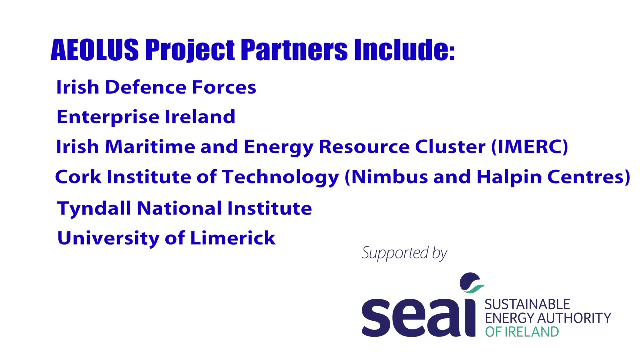 AEOLUS Project Partners Include:
Irish Defence Forces
Enterprise Ireland
Irish Maritime and Energy Resource Cluster (IMERC)
Cork Institute of Technology (Nimbus and Halpin Centres)
Tyndall National Institute
University of Limerick
Supported by
seai
SUSTAINABLE
ENERGY AUTHORITY
OF IRELAND